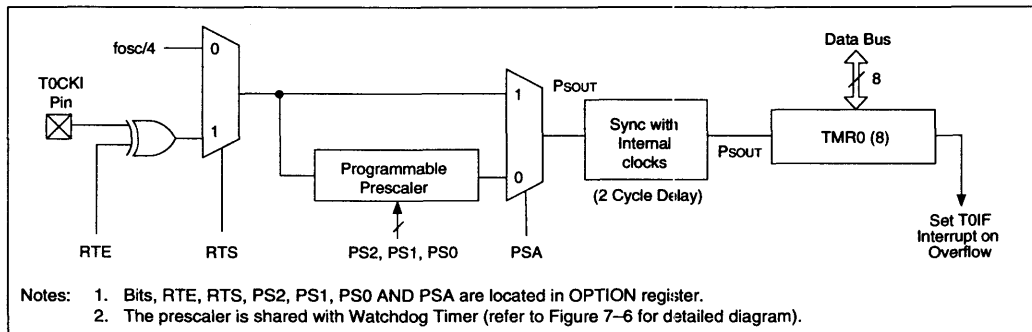 fosc/4
0
Data Bus
8
T0CKI
Pin
1
PSOUT
1
Sync with
Internal
clocks
PSOUT
TMR0 (8)
Programmable
Prescaler
0
(2 Cycle Delay)
Set T0IF
Interrupt on
Overflow
RTE
RTS
PS2, PS1, PS0
PSA
Notes: 1. Bits, RTE, RTS, PS2, PS1, PS0 AND PSA are located in OPTION register.
2. The prescaler is shared with Watchdog Timer (refer to Figure 7–6 for detailed diagram).